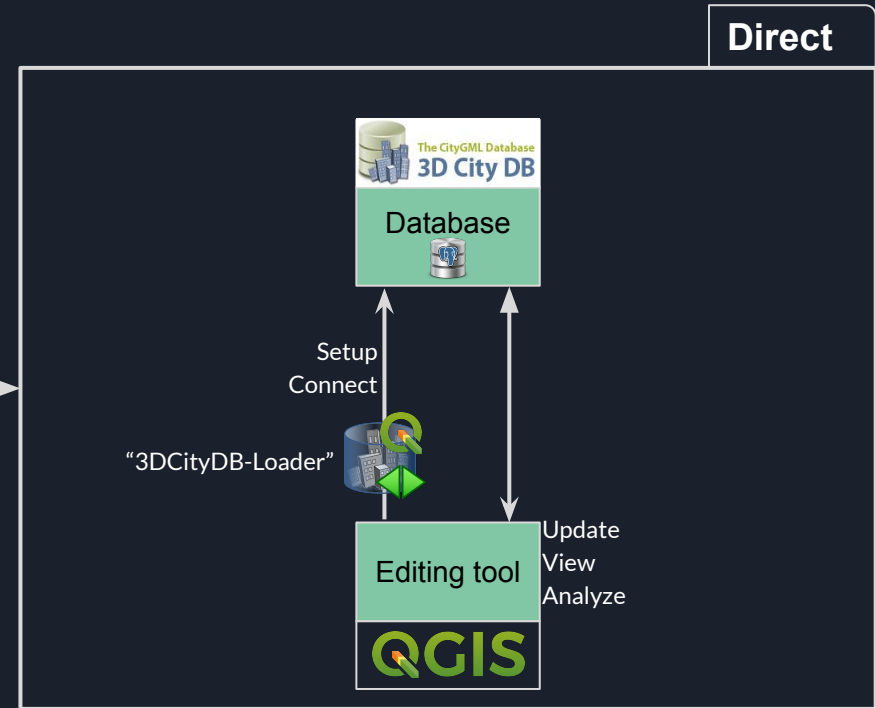 Direct
The CityGML Database
3D City DB
Database
Setup
Connect
“3DCityDB-Loader”
Update
View
Analyze
Editing tool
QGIS